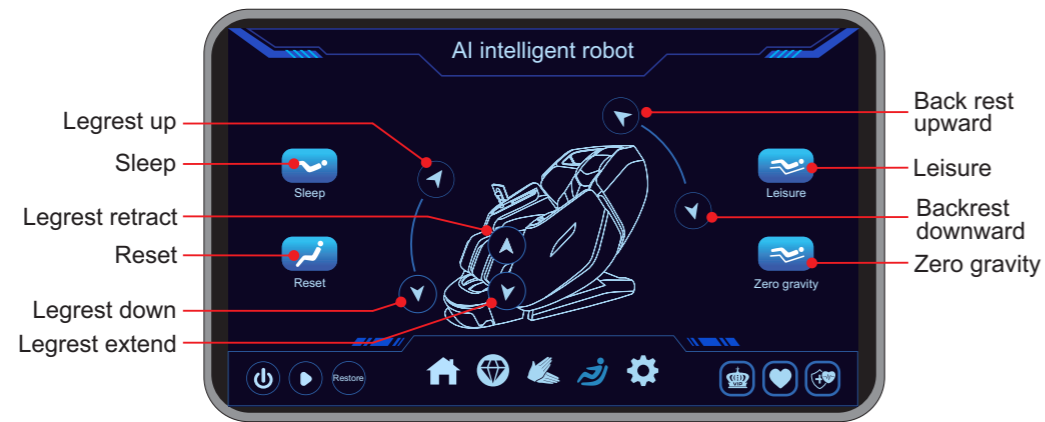 AI intelligent robot
Legrest up
Sleep
Legrest retract
Reset
Legrest down
Legrest extend
Back rest
upward
Leisure
Backrest
downward
Zero gravity
Sleep
Reset
Leisure
Zero gravity
Restore
VIP